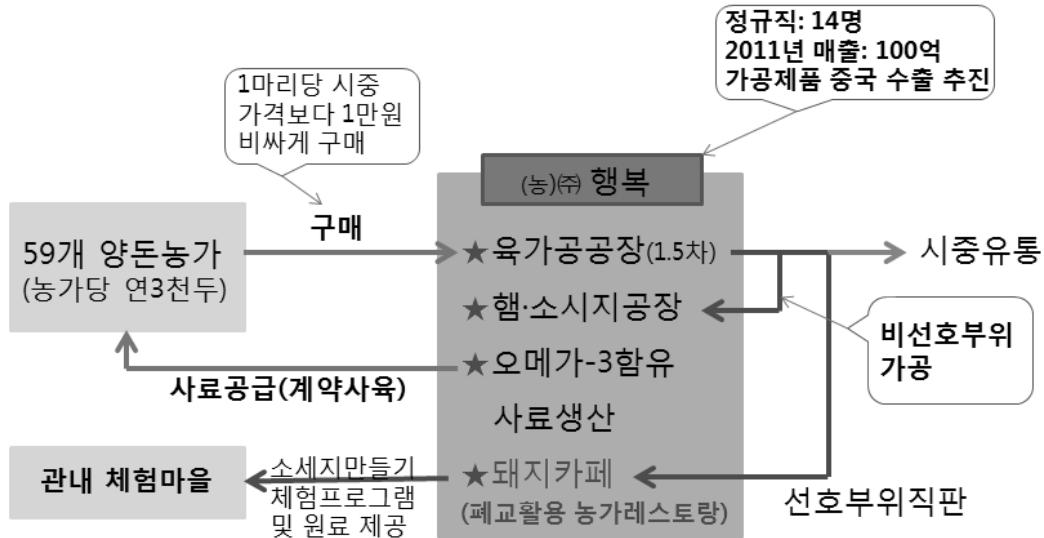 정규직: 14명
2011년 매출: 100억
가공제품 중국 수출 추진
1마리당 시중
가격보다 1만원
비싸게 구매
(농)㈜ 행복
구매
59개 양돈농가
(농가당 연3천두)
★육가공공장(1.5차)
시중유통
★햄·소시지공장
비선호부위
가공
★오메가-3함유
사료생산
사료공급(계약사육)
관내 체험마을
소세지만들기
체험프로그램
및 원료 제공
★돼지카페
(폐교활용 농가레스토랑)
선호부위직판